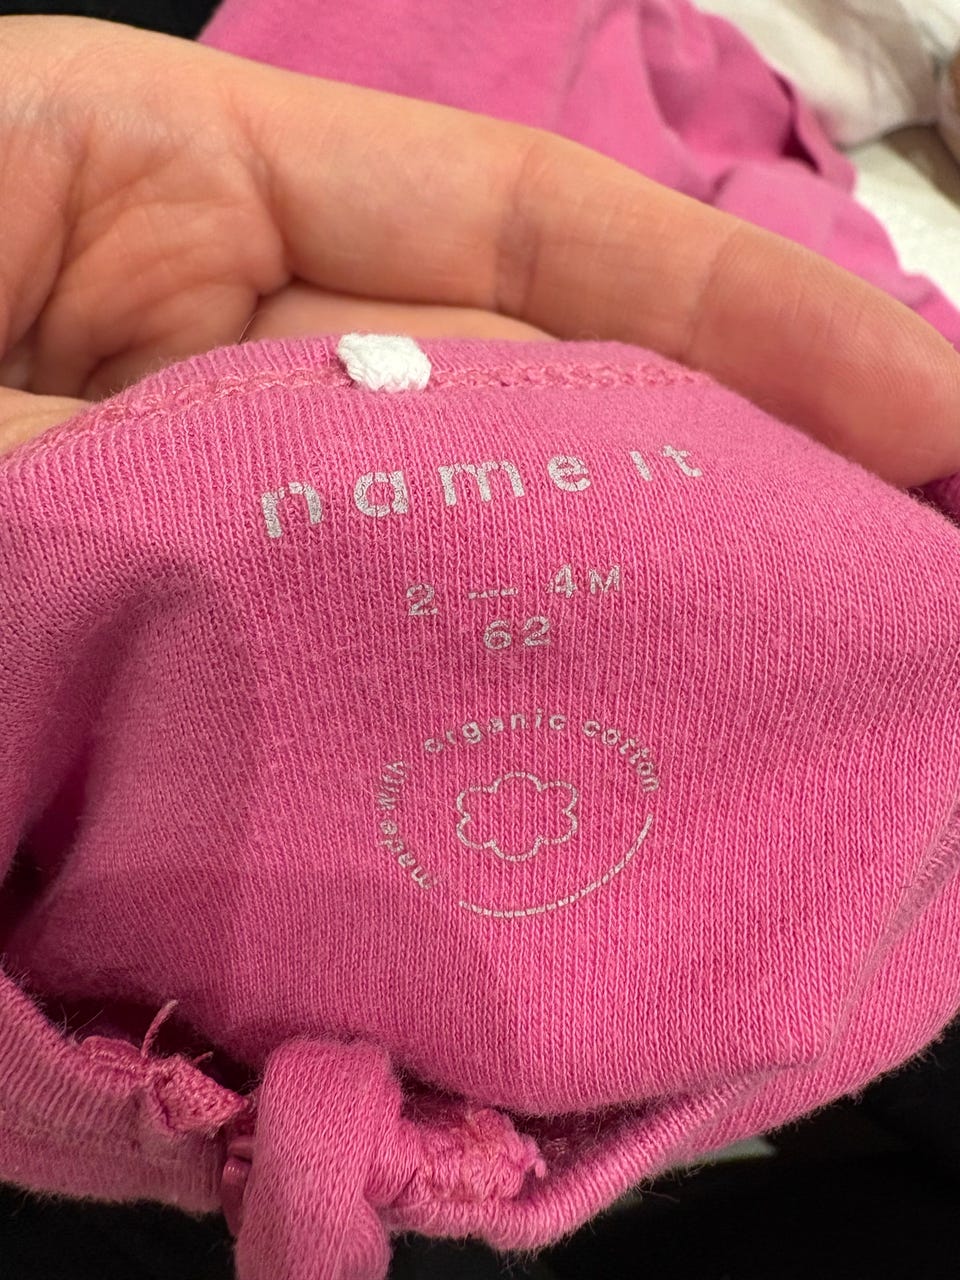 name it
2 — 4M
62
made with organic cotton